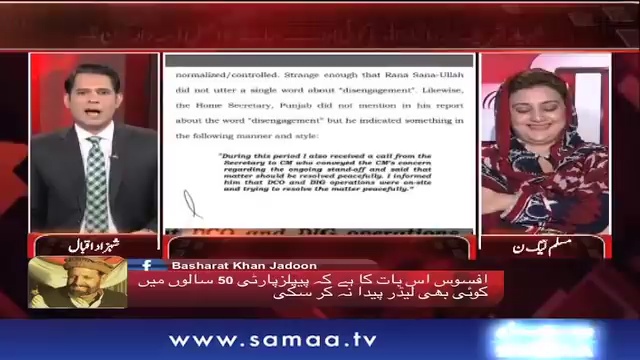 normalized/controlled. Strange enough that Rana Sana-Ullah
did not utter a single word about "disengagement". Likewise,
the Home Secretary, Punjab did not mention in his report
about the word "disengagement" but he indicated something in
the following manner and style:
"During this period I also received a call from the
Secretary to CM who conveyed the CM's concern
regarding the ongoing stand-off and said that
matter should be resolved peacefully. I informed
him that DCO and DIG operations were on-site
and trying to resolve the matter peacefully."
DCO and DIG operations
شہزاد اقبال
مسلم لیگ ن
Basharat Khan Jadoon
افسوس اس بات کا ہے کہ پیپلزپارٹی 50 سالوں میں
کوئی بھی لیڈر پیدا نہ کر سکی
www.samaa.tv